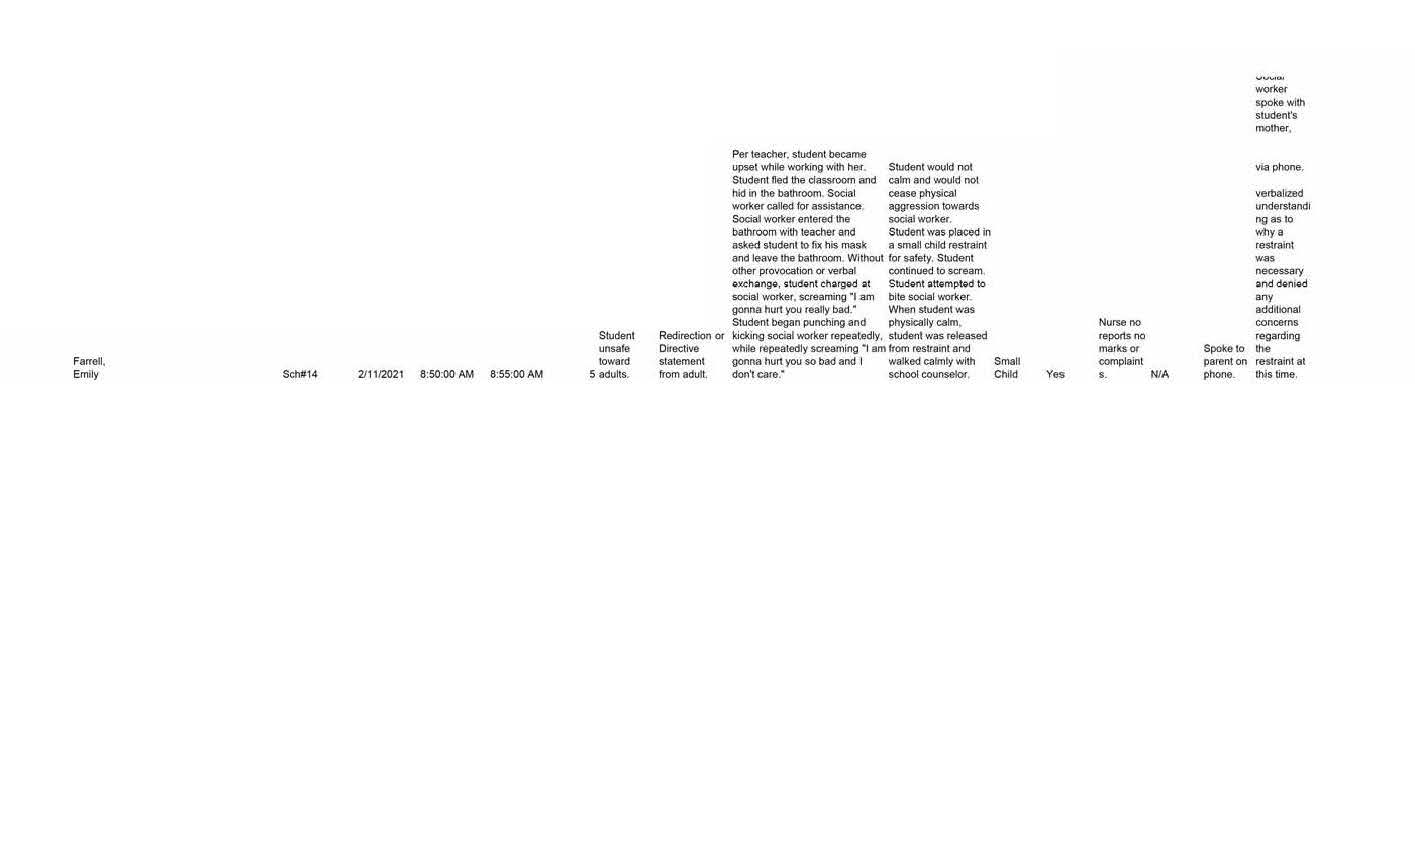 Farrell,
Emily
Sch#14
2/11/2021
8:50:00 AM
8:55:00 AM
5
Student
unsafe
toward
adults.
Redirection or
Directive
statement
from adult.
Per teacher, student became
upset while working with her.
Student fled the classroom and
hid in the bathroom. Social
worker called for assistance.
Social worker entered the
bathroom with teacher and
asked student to fix his mask
and leave the bathroom. Without
other provocation or verbal
exchange, student charged at
social worker, screaming "I am
gonna hurt you really bad."
Student began punching and
kicking social worker repeatedly,
while repeatedly screaming "I am
gonna hurt you so bad and I
don't care."
Student would not
calm and would not
cease physical
aggression towards
social worker.
Student was placed in
a small child restraint
for safety. Student
continued to scream.
Student attempted to
bite social worker.
When student was
physically calm,
student was released
from restraint and
walked calmly with
school counselor.
Small
Child
Yes
Nurse no
reports no
marks or
complaint
s.
N/A
Spoke to
parent on
phone.
Social
worker
spoke with
student's
mother,
via phone.
verbalized
understandi
ng as to
why a
restraint
was
necessary
and denied
any
additional
concerns
regarding
the
restraint at
this time.